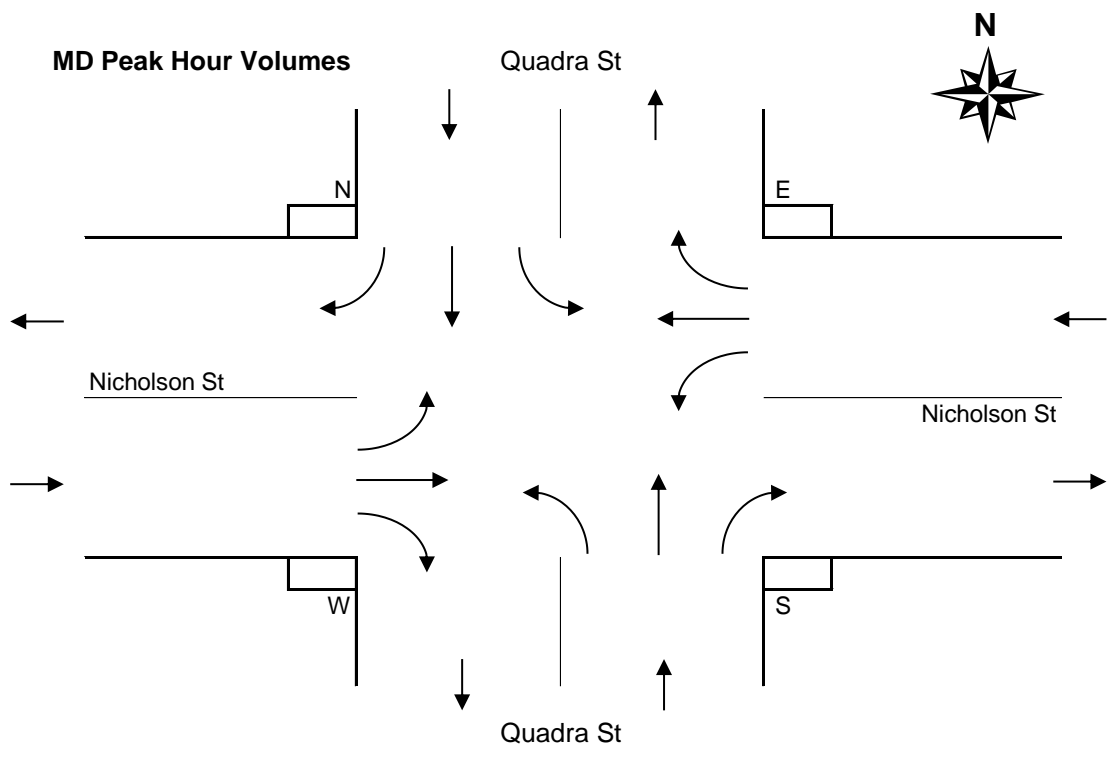 N
MD Peak Hour Volumes
Quadra St
N
E
Nicholson St
Nicholson St
W
S
Quadra St